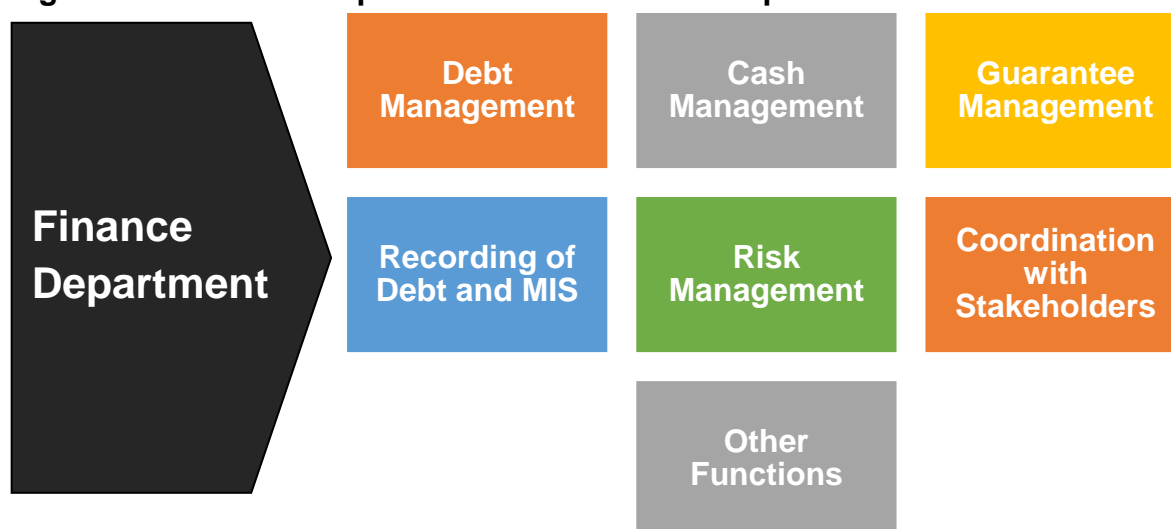 Debt
Management
Cash
Management
Guarantee
Management
Finance
Department
Recording of
Debt and MIS
Risk
Management
Coordination
with
Stakeholders
Other
Functions